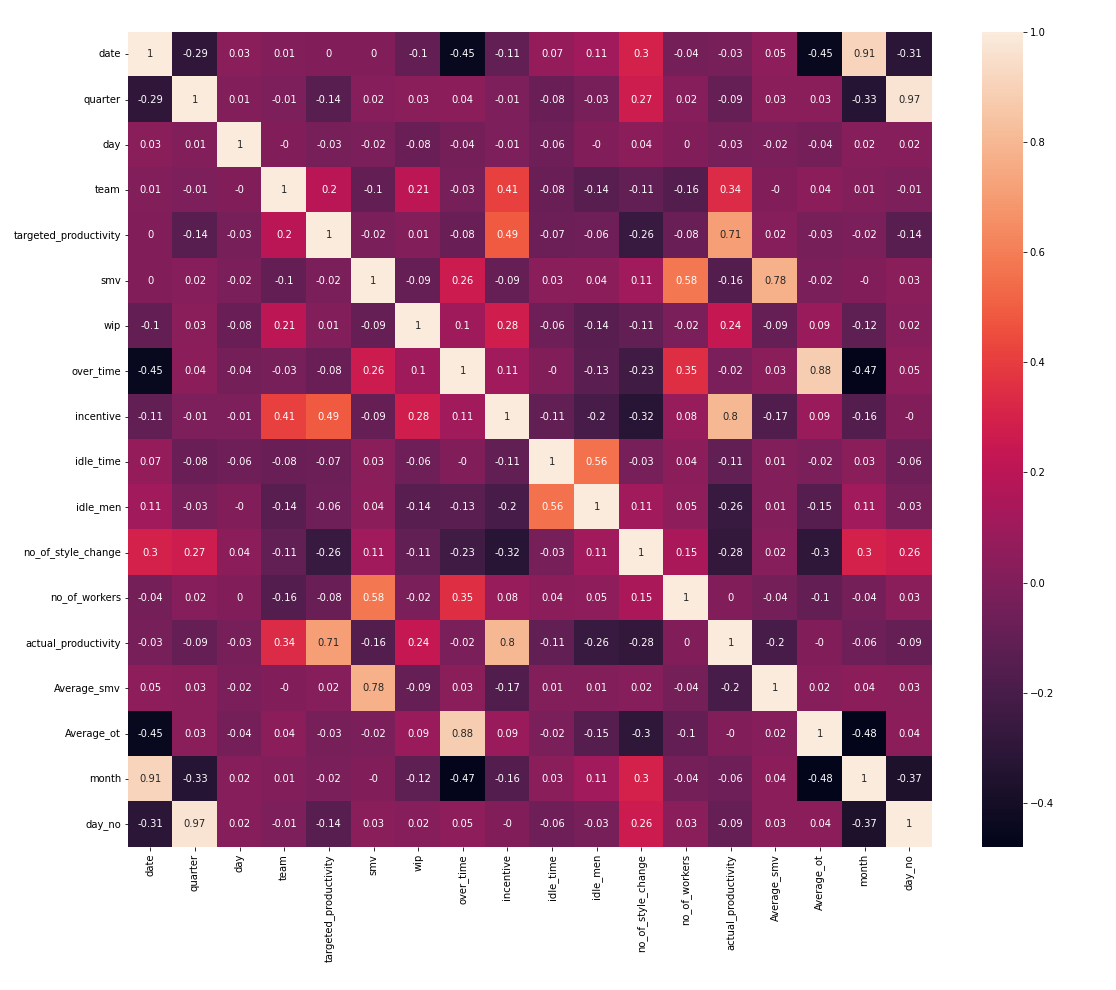 date 1 -0.29 0.03 0.01 0 0 -0.1 -0.45 -0.11 0.07 0.11 0.3 -0.04 -0.03 0.05 -0.45 0.91 -0.31
quarter -0.29 1 0.01 -0.01 -0.14 0.02 0.03 0.04 -0.01 -0.08 -0.03 0.27 0.02 -0.09 0.03 0.03 -0.33 0.97
day 0.03 0.01 1 -0 -0.03 -0.02 -0.08 -0.04 -0.01 -0.06 -0 0.04 0 -0.03 -0.02 -0.04 0.02 0.02
team 0.01 -0.01 -0 1 0.2 -0.1 0.21 -0.03 0.41 -0.08 -0.14 -0.11 -0.16 0.34 -0 0.04 0.01 -0.01
targeted_productivity 0 -0.14 -0.03 0.2 1 -0.02 0.01 -0.08 0.49 -0.07 -0.06 -0.26 -0.08 0.71 0.02 -0.03 -0.02 -0.14
smv 0 0.02 -0.02 -0.1 -0.02 1 -0.09 0.26 -0.09 0.03 0.04 0.11 0.58 -0.16 0.78 -0.02 -0 0.03
wip -0.1 0.03 -0.08 0.21 0.01 -0.09 1 0.1 0.28 -0.06 -0.14 -0.11 -0.02 0.24 -0.09 0.09 -0.12 0.02
over_time -0.45 0.04 -0.04 -0.03 -0.08 0.26 0.1 1 0.11 -0 -0.13 -0.23 0.35 -0.02 0.03 0.88 -0.47 0.05
incentive -0.11 -0.01 -0.01 0.41 0.49 -0.09 0.28 0.11 1 -0.11 -0.2 -0.32 0.08 0.8 -0.17 0.09 -0.16 -0
idle_time 0.07 -0.08 -0.06 -0.08 -0.07 0.03 -0.06 -0 -0.11 1 0.56 -0.03 0.04 -0.11 0.01 -0.02 0.03 -0.06
idle_men 0.11 -0.03 -0 -0.14 -0.06 0.04 -0.14 -0.13 -0.2 0.56 1 0.11 0.05 -0.26 0.01 -0.15 0.11 -0.03
no_of_style_change 0.3 0.27 0.04 -0.11 -0.26 0.11 -0.11 -0.23 -0.32 -0.03 0.11 1 0.15 -0.28 0.02 -0.3 0.3 0.26
no_of_workers -0.04 0.02 0 -0.16 -0.08 0.58 -0.02 0.35 0.08 0.04 0.05 0.15 1 0 -0.04 -0.1 -0.04 0.03
actual_productivity -0.03 -0.09 -0.03 0.34 0.71 -0.16 0.24 -0.02 0.8 -0.11 -0.26 -0.28 0 1 -0.2 -0 -0.06 -0.09
Average_smv 0.05 0.03 -0.02 -0 0.02 0.78 -0.09 0.03 -0.17 0.01 0.01 0.02 -0.04 -0.2 1 0.02 0.04 0.03
Average_ot -0.45 0.03 -0.04 0.04 -0.03 -0.02 0.09 0.88 0.09 -0.02 -0.15 -0.3 -0.1 -0 0.02 1 -0.48 0.04
month 0.91 -0.33 0.02 0.01 -0.02 -0 -0.12 -0.47 -0.16 0.03 0.11 0.3 -0.04 -0.06 0.04 -0.48 1 -0.37
day_no -0.31 0.97 0.02 -0.01 -0.14 0.03 0.02 0.05 -0 -0.06 -0.03 0.26 0.03 -0.09 0.03 0.04 -0.37 1
date quarter day team targeted_productivity smv wip over_time incentive idle_time idle_men no_of_style_change no_of_workers actual_productivity Average_smv Average_ot month day_no
1.0
0.8
0.6
0.4
0.2
0.0
−0.2
−0.4